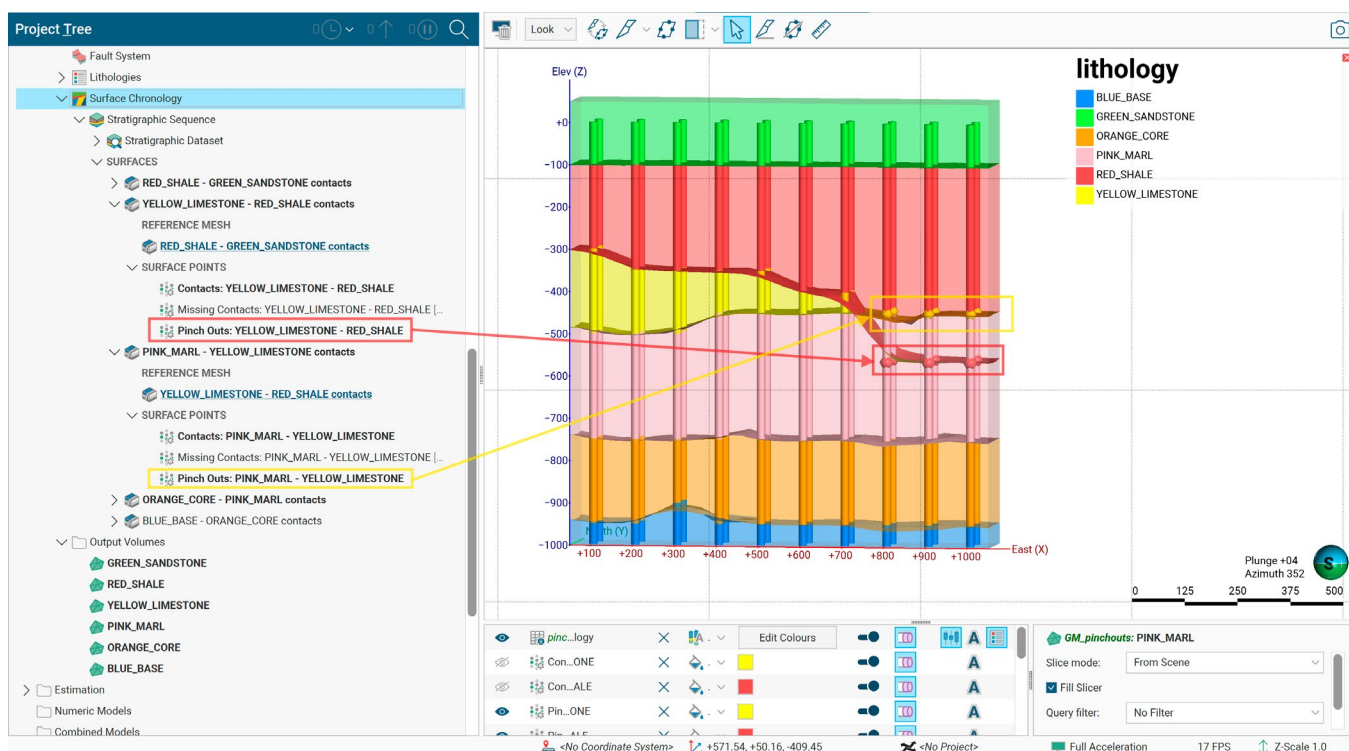 Project Tree
0
0
0
Look
Fault System
Lithologies
Surface Chronology
Stratigraphic Sequence
Stratigraphic Dataset
SURFACES
RED_SHALE - GREEN_SANDSTONE contacts
YELLOW_LIMESTONE - RED_SHALE contacts
REFERENCE MESH
RED_SHALE - GREEN_SANDSTONE contacts
SURFACE POINTS
Contacts: YELLOW_LIMESTONE - RED_SHALE
Missing Contacts: YELLOW_LIMESTONE - RED_SHALE [...
Pinch Outs: YELLOW_LIMESTONE - RED_SHALE
PINK_MARL - YELLOW_LIMESTONE contacts
REFERENCE MESH
YELLOW_LIMESTONE - RED_SHALE contacts
SURFACE POINTS
Contacts: PINK_MARL - YELLOW_LIMESTONE
Missing Contacts: PINK_MARL - YELLOW_LIMESTONE [...
Pinch Outs: PINK_MARL - YELLOW_LIMESTONE
ORANGE_CORE - PINK_MARL contacts
BLUE_BASE - ORANGE_CORE contacts
Output Volumes
GREEN_SANDSTONE
RED_SHALE
YELLOW_LIMESTONE
PINK_MARL
ORANGE_CORE
BLUE_BASE
Estimation
Numeric Models
Combined Models
Elev (Z)
+0
-100
-200
-300
-400
-500
-600
-700
-800
-900
-1000
+100 +200 +300 +400 +500 +600 +700 +800 +900 +1000
East (X)
lithology
BLUE_BASE
GREEN_SANDSTONE
ORANGE_CORE
PINK_MARL
RED_SHALE
YELLOW_LIMESTONE
Plunge +04
Azimuth 352
S
0 125 250 375 500
pinc...logy
Edit Colours
Con...ONE
Con...ALE
Pin...ONE
GM_pinchouts: PINK_MARL
Slice mode: From Scene
Fill Slicer
Query filter: No Filter
<No Coordinate System> +571.54, +50.16, -409.45 <No Project> Full Acceleration 17 FPS Z-Scale 1.0